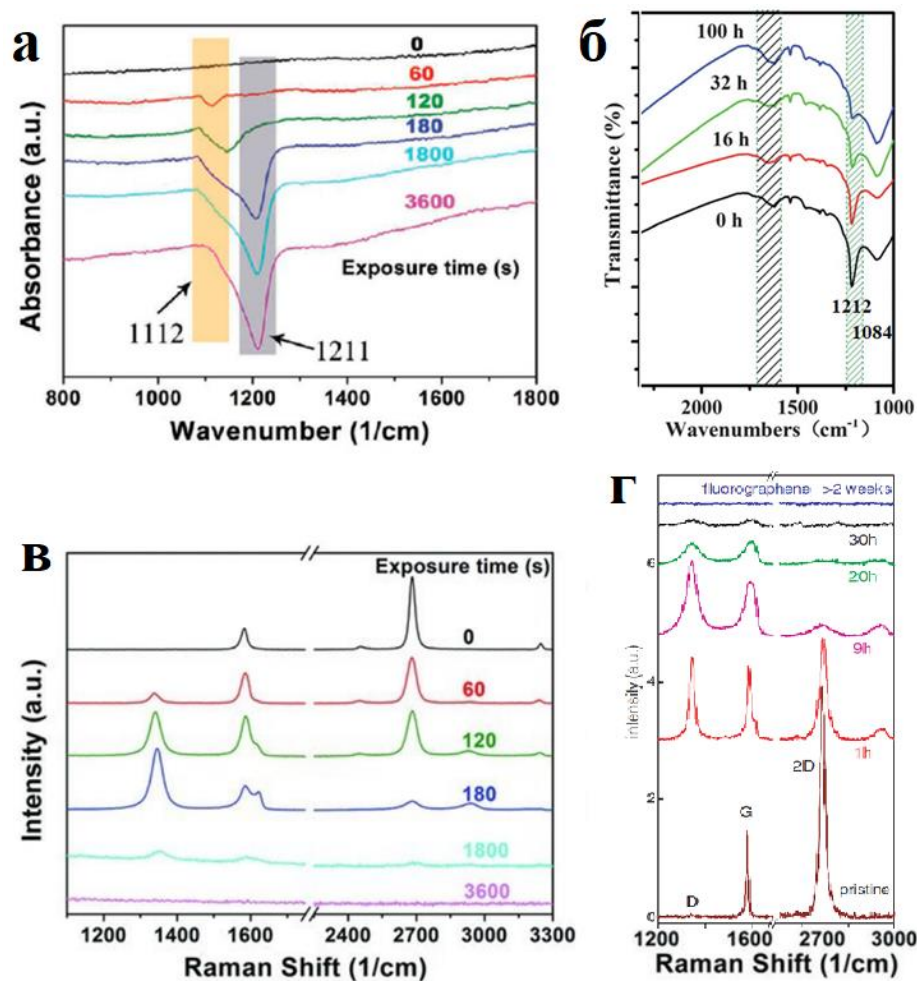 а
0
60
120
180
1800
3600
Exposure time (s)
1112
1211
Absorbance (a.u.)
800 1000 1200 1400 1600 1800
Wavenumber (1/cm)
б
100 h
32 h
16 h
0 h
1212
1084
Transmittance (%)
2000 1500 1000
Wavenumbers (cm⁻¹)
в
Exposure time (s)
0
60
120
180
1800
3600
Intensity (a.u.)
1200 1600 2400 2700 3000 3300
Raman Shift (1/cm)
г
fluorographene >2 weeks
30h
20h
9h
1h
pristine
2D
G
D
6
4
2
0
intensity (a.u.)
1200 1600 2700 3000
Raman Shift (1/cm)